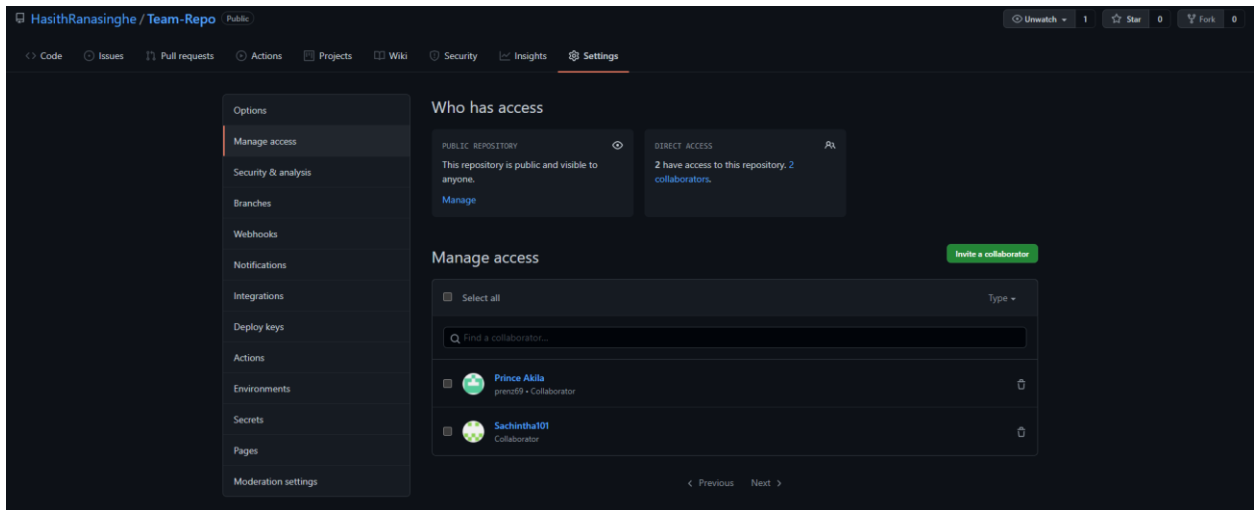 HasithRanasinghe / Team-Repo Public
Unwatch 1 Star 0 Fork 0
Code Issues Pull requests Actions Projects Wiki Security Insights Settings
Options
Manage access
Security & analysis
Branches
Webhooks
Notifications
Integrations
Deploy keys
Actions
Environments
Secrets
Pages
Moderation settings
Who has access
PUBLIC REPOSITORY
This repository is public and visible to
anyone.
Manage
DIRECT ACCESS
2 have access to this repository. 2
collaborators.
Manage access
Invite a collaborator
Select all
Type
Find a collaborator...
Prince Akila
prenz69 • Collaborator
Sachintha101
Collaborator
< Previous Next >